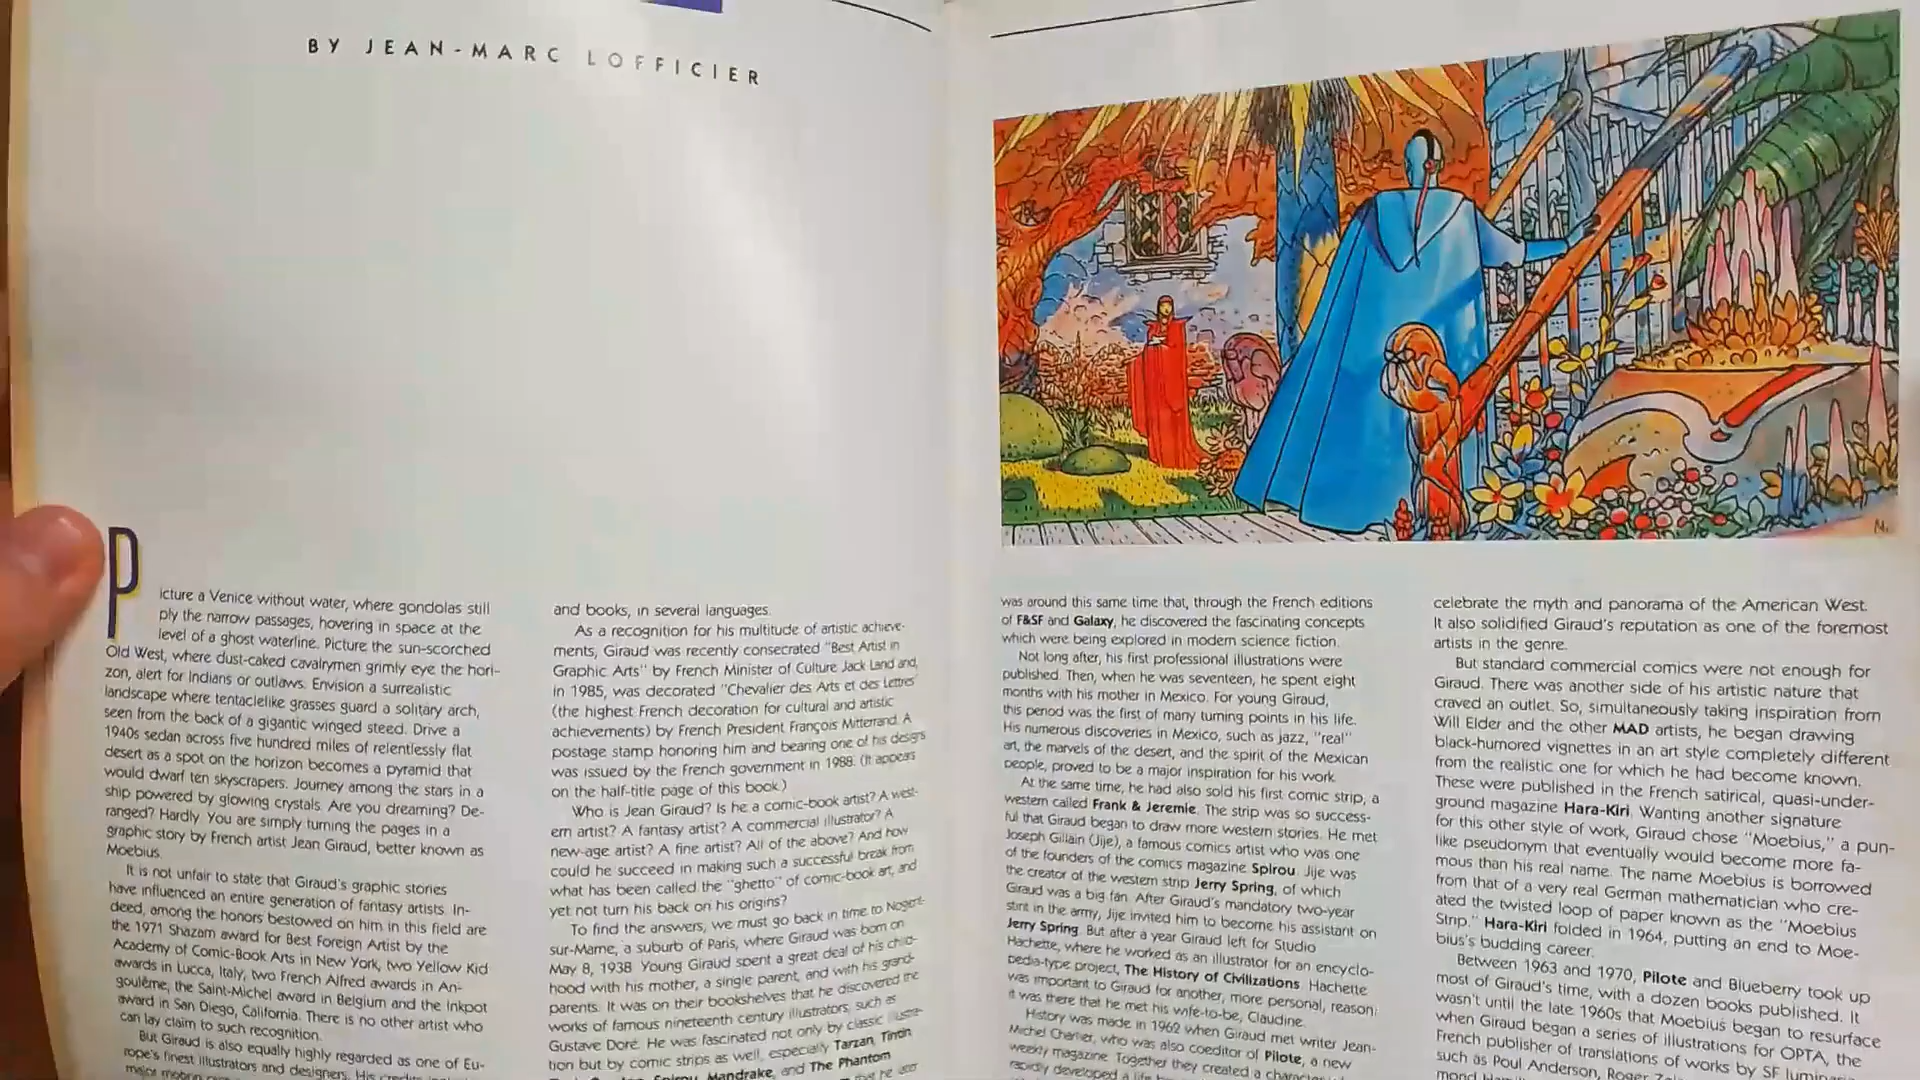 BY JEAN-MARC LOFFICIER
Picture a Venice without water, where gondolas still
ply the narrow passages, hovering in space at the
level of a ghost waterline. Picture the sun-scorched
Old West, where dust-caked cavalrymen grimly eye the hori-
zon, alert for Indians or outlaws. Envision a surrealistic
landscape where tentaclelike grasses guard a solitary arch,
seen from the back of a gigantic winged steed. Drive a
1940s sedan across five hundred miles of relentlessly flat
desert as a spot on the horizon becomes a pyramid that
would dwarf ten skyscrapers. Journey among the stars in a
ship powered by glowing crystals. Are you dreaming? De-
ranged? Hardly. You are simply turning the pages in a
graphic story by French artist Jean Giraud, better known as
Moebius.
It is not unfair to state that Giraud's graphic stories
have influenced an entire generation of fantasy artists. In-
deed, among the honors bestowed on him in this field are
the 1971 Shazam award for Best Foreign Artist by the
Academy of Comic-Book Arts in New York, two Yellow Kid
awards in Lucca, Italy, two French Alfred awards in An-
goulême, the Saint-Michel award in Belgium and the Inkpot
award in San Diego, California. There is no other artist who
can lay claim to such recognition.
But Giraud is also equally highly regarded as one of Eu-
rope's finest illustrators and designers. His
major motion
and books, in several languages.
As a recognition for his multitude of artistic achieve-
ments, Giraud was recently consecrated "Best Artist in
Graphic Arts" by French Minister of Culture Jack Land and,
in 1985, was decorated "Chevalier des Arts et des Lettres"
(the highest French decoration for cultural and artistic
achievements) by French President François Mitterrand. A
postage stamp honoring him and bearing one of his designs
was issued by the French government in 1988. (It appears
on the half-title page of this book.)
Who is Jean Giraud? Is he a comic-book artist? A west-
ern artist? A fantasy artist? A commercial illustrator? A
new-age artist? A fine artist? All of the above? And how
could he succeed in making such a successful break from
what has been called the "ghetto" of comic-book art, and
yet not turn his back on his origins?
To find the answers, we must go back in time to Nogent-
sur-Marne, a suburb of Paris, where Giraud was born on
May 8, 1938. Young Giraud spent a great deal of his child-
hood with his mother, a single parent, and with his grand-
parents. It was on their bookshelves that he discovered the
works of famous nineteenth century illustrators, such as
Gustave Doré. He was fascinated not only by classic illustra-
tion but by comic strips as well, especially Tarzan, Tintin
Spirou, Mandrake, and The Phantom
was around this same time that, through the French editions
of F&SF and Galaxy, he discovered the fascinating concepts
which were being explored in modern science fiction.
Not long after, his first professional illustrations were
published. Then, when he was seventeen, he spent eight
months with his mother in Mexico. For young Giraud,
this period was the first of many turning points in his life.
His numerous discoveries in Mexico, such as jazz, "real"
art, the marvels of the desert, and the spirit of the Mexican
people, proved to be a major inspiration for his work.
At the same time, he had also sold his first comic strip, a
western called Frank & Jeremie. The strip was so success-
ful that Giraud began to draw more western stories. He met
Joseph Gillain (Jije), a famous comics artist who was one
of the founders of the comics magazine Spirou. Jije was
the creator of the western strip Jerry Spring, of which
Giraud was a big fan. After Giraud's mandatory two-year
stint in the army, Jije invited him to become his assistant on
Jerry Spring. But after a year Giraud left for Studio
Hachette, where he worked as an illustrator for an encyclo-
pedia-type project, The History of Civilizations. Hachette
was important to Giraud for another, more personal, reason:
it was there that he met his wife-to-be, Claudine.
History was made in 1962 when Giraud met writer Jean-
Michel Charlier, who was also coeditor of Pilote, a new
weekly magazine. Together they created a
rapidly developed a life
celebrate the myth and panorama of the American West.
It also solidified Giraud's reputation as one of the foremost
artists in the genre.
But standard commercial comics were not enough for
Giraud. There was another side of his artistic nature that
craved an outlet. So, simultaneously taking inspiration from
Will Elder and the other MAD artists, he began drawing
black-humored vignettes in an art style completely different
from the realistic one for which he had become known.
These were published in the French satirical, quasi-under-
ground magazine Hara-Kiri. Wanting another signature
for this other style of work, Giraud chose "Moebius," a pun-
like pseudonym that eventually would become more fa-
mous than his real name. The name Moebius is borrowed
from that of a very real German mathematician who cre-
ated the twisted loop of paper known as the "Moebius
Strip." Hara-Kiri folded in 1964, putting an end to Moe-
bius's budding career.
Between 1963 and 1970, Pilote and Blueberry took up
most of Giraud's time, with a dozen books published. It
wasn't until the late 1960s that Moebius began to resurface
when Giraud began a series of illustrations for OPTA, the
French publisher of translations of works by SF
such as Poul Anderson, Roger